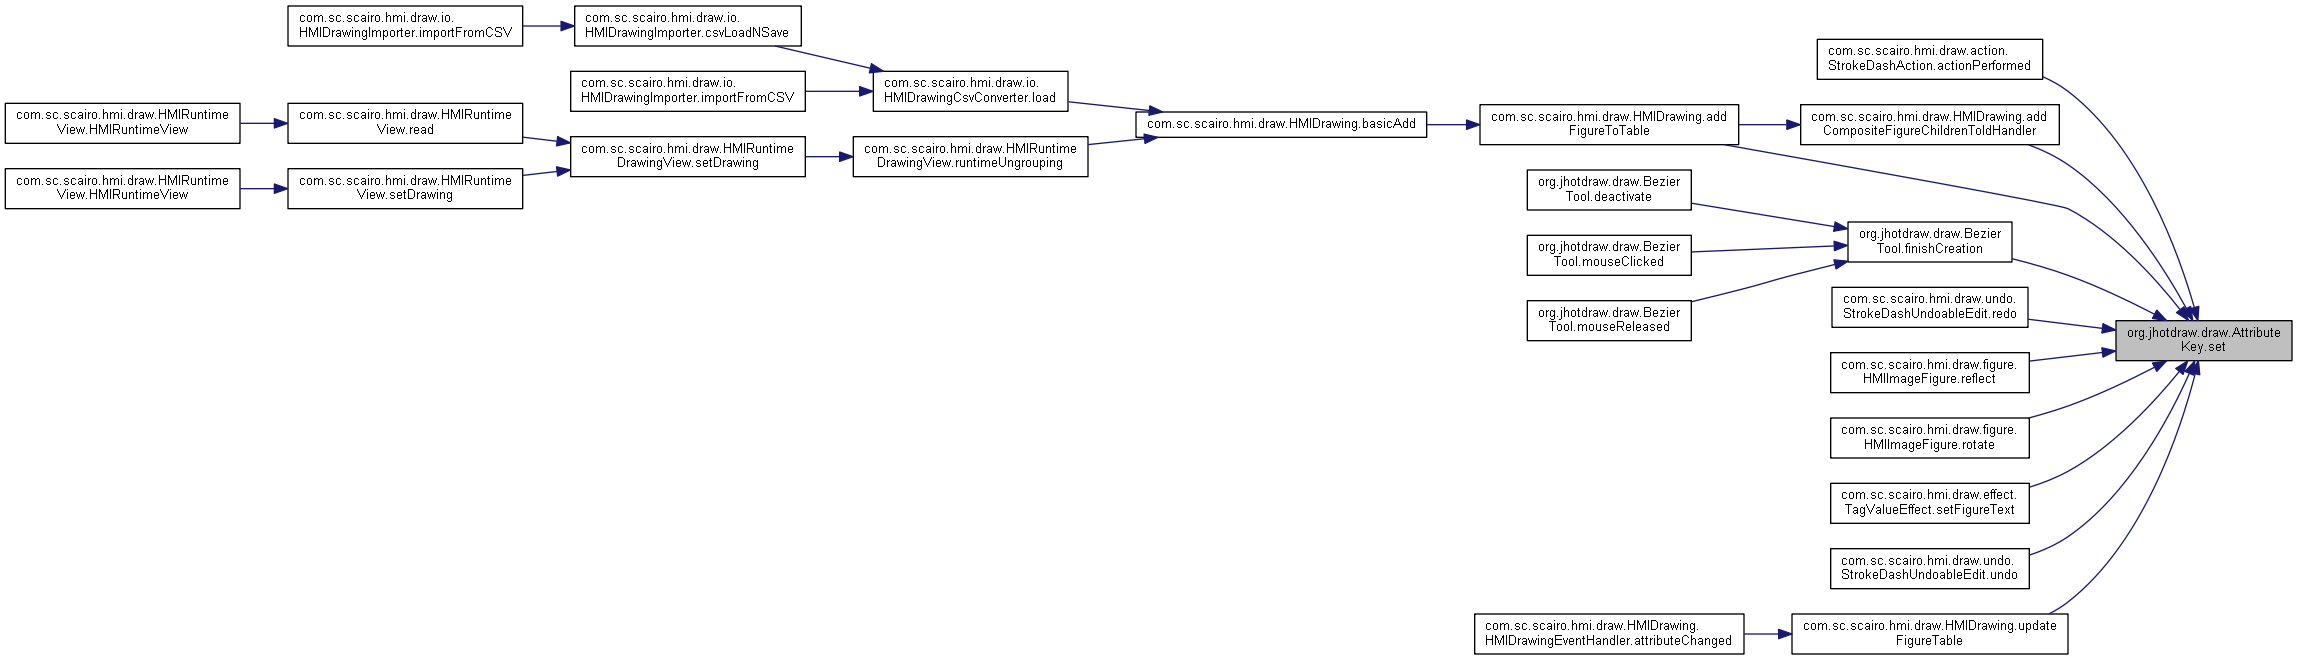 com.sc.scairo.hmi.draw.io.
HMIDrawingImporter.importFromCSV
com.sc.scairo.hmi.draw.io.
HMIDrawingImporter.csvLoadNSave
com.sc.scairo.hmi.draw.action.
StrokeDashAction.actionPerformed
com.sc.scairo.hmi.draw.io.
HMIDrawingImporter.importFromCSV
com.sc.scairo.hmi.draw.io.
HMIDrawingCsvConverter.load
com.sc.scairo.hmi.draw.HMIRuntime
View.HMIRuntimeView
com.sc.scairo.hmi.draw.HMIRuntime
View.read
com.sc.scairo.hmi.draw.HMIDrawing.basicAdd
com.sc.scairo.hmi.draw.HMIDrawing.add
FigureToTable
com.sc.scairo.hmi.draw.HMIDrawing.add
CompositeFigureChildrenToIdHandler
com.sc.scairo.hmi.draw.HMIRuntime
DrawingView.setDrawing
com.sc.scairo.hmi.draw.HMIRuntime
DrawingView.runtimeUngrouping
com.sc.scairo.hmi.draw.HMIRuntime
View.HMIRuntimeView
com.sc.scairo.hmi.draw.HMIRuntime
View.setDrawing
org.jhotdraw.draw.Bezier
Tool.deactivate
org.jhotdraw.draw.Bezier
Tool.mouseClicked
org.jhotdraw.draw.Bezier
Tool.finishCreation
org.jhotdraw.draw.Bezier
Tool.mouseReleased
com.sc.scairo.hmi.draw.undo.
StrokeDashUndoableEdit.redo
org.jhotdraw.draw.Attribute
Key.set
com.sc.scairo.hmi.draw.figure.
HMIImageFigure.reflect
com.sc.scairo.hmi.draw.figure.
HMIImageFigure.rotate
com.sc.scairo.hmi.draw.effect.
TagValueEffect.setFigureText
com.sc.scairo.hmi.draw.undo.
StrokeDashUndoableEdit.undo
com.sc.scairo.hmi.draw.HMIDrawing.
HMIDrawingEventHandler.attributeChanged
com.sc.scairo.hmi.draw.HMIDrawing.update
FigureTable